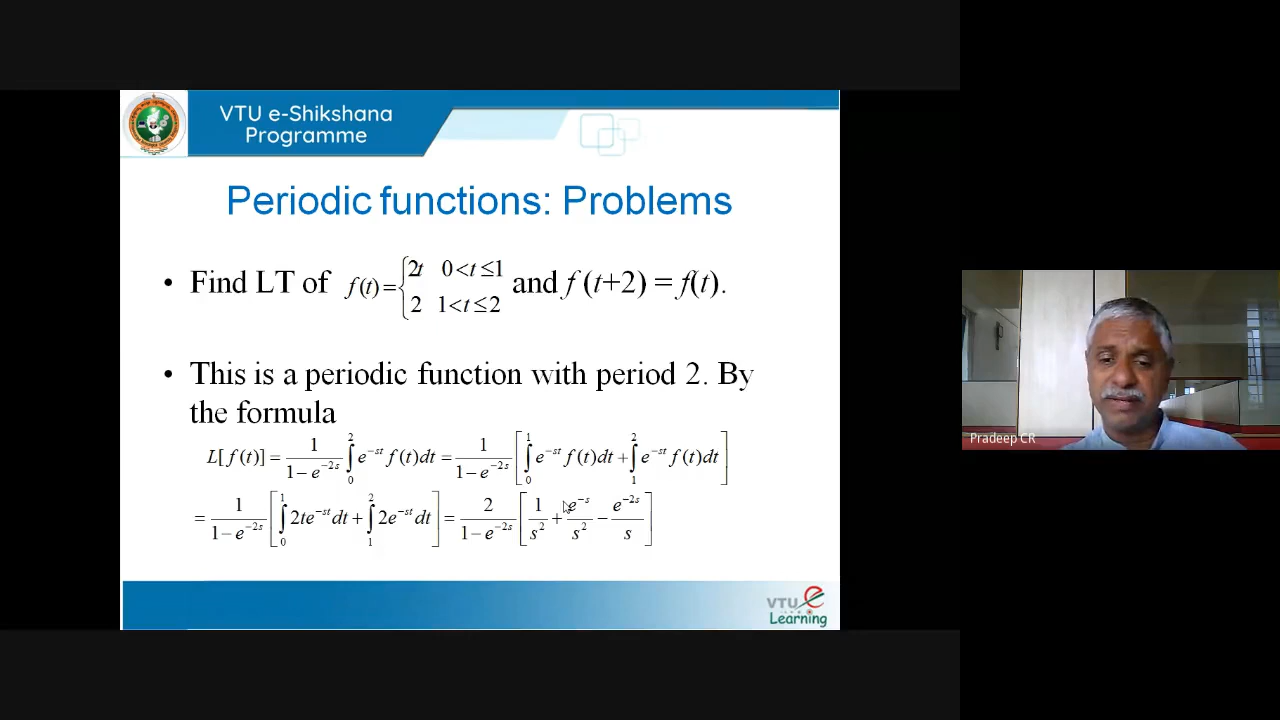 VTU e-Shikshana
Programme
Periodic functions: Problems
• Find LT of f(t) = { 2t 0<t≤1
2 1<t≤2 and f (t+2) = f(t).
• This is a periodic function with period 2. By
the formula
L[f(t)] = 1/(1−e^{−2s}) ∫_0^2 e^{−st} f(t)dt = 1/(1−e^{−2s}) [ ∫_0^1 e^{−st} f(t)dt + ∫_1^2 e^{−st} f(t)dt ]
= 1/(1−e^{−2s}) [ ∫_0^1 2te^{−st}dt + ∫_1^2 2e^{−st}dt ] = 2/(1−e^{−2s}) [ 1/s^2 + e^{−s}/s^2 − e^{−2s}/s ]
VTU e
Learning
Pradeep CR